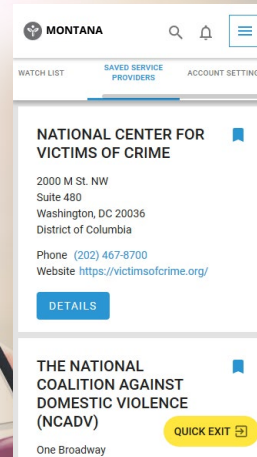 MONTANA
WATCH LIST
SAVED SERVICE
PROVIDERS
ACCOUNT SETTING
NATIONAL CENTER FOR
VICTIMS OF CRIME
2000 M St. NW
Suite 480
Washington, DC 20036
District of Columbia
Phone (202) 467-8700
Website https://victimsofcrime.org/
DETAILS
THE NATIONAL
COALITION AGAINST
DOMESTIC VIOLENCE
(NCADV)
QUICK EXIT
One Broadway